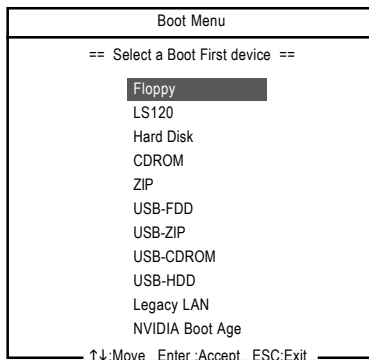 Boot Menu
== Select a Boot First device ==
Floppy
LS120
Hard Disk
CDROM
ZIP
USB-FDD
USB-ZIP
USB-CDROM
USB-HDD
Legacy LAN
NVIDIA Boot Age
↑↓:Move Enter :Accept ESC:Exit